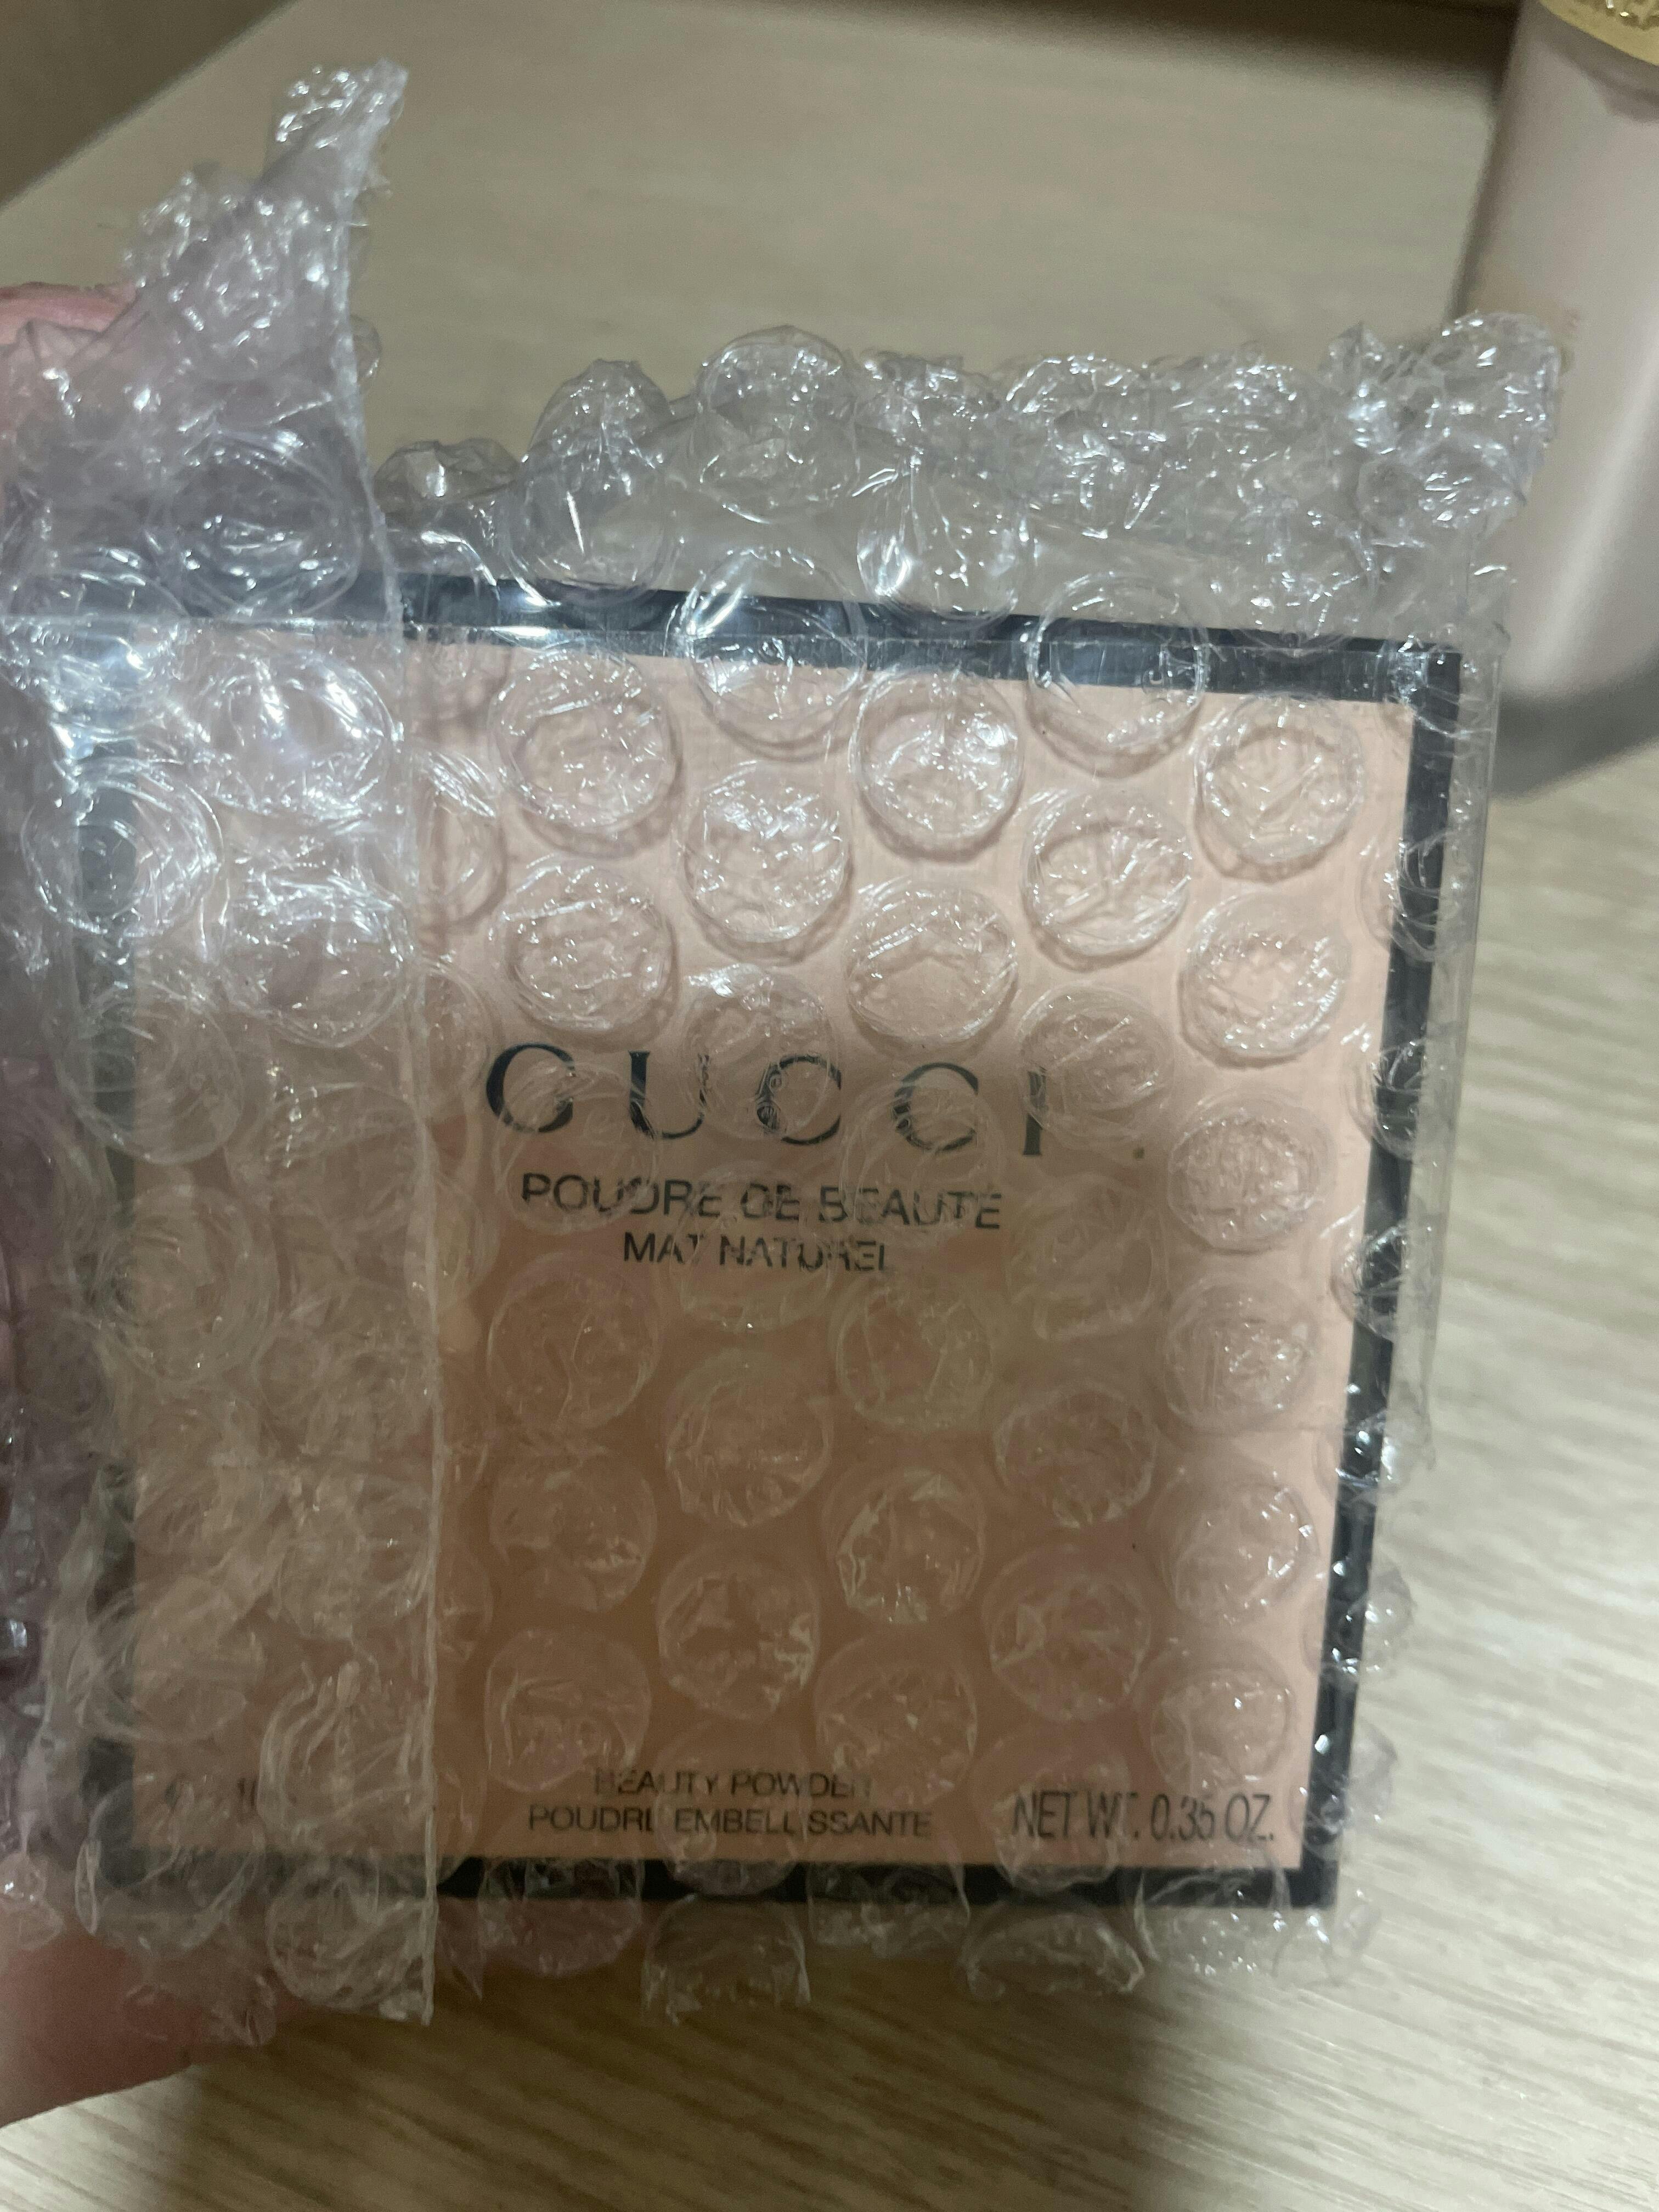 GUCCI
POUDRE DE BEAUTÉ
MAT NATUREL
BEAUTY POWDER
POUDRE EMBELLISSANTE
NET WT. 0.35 OZ.